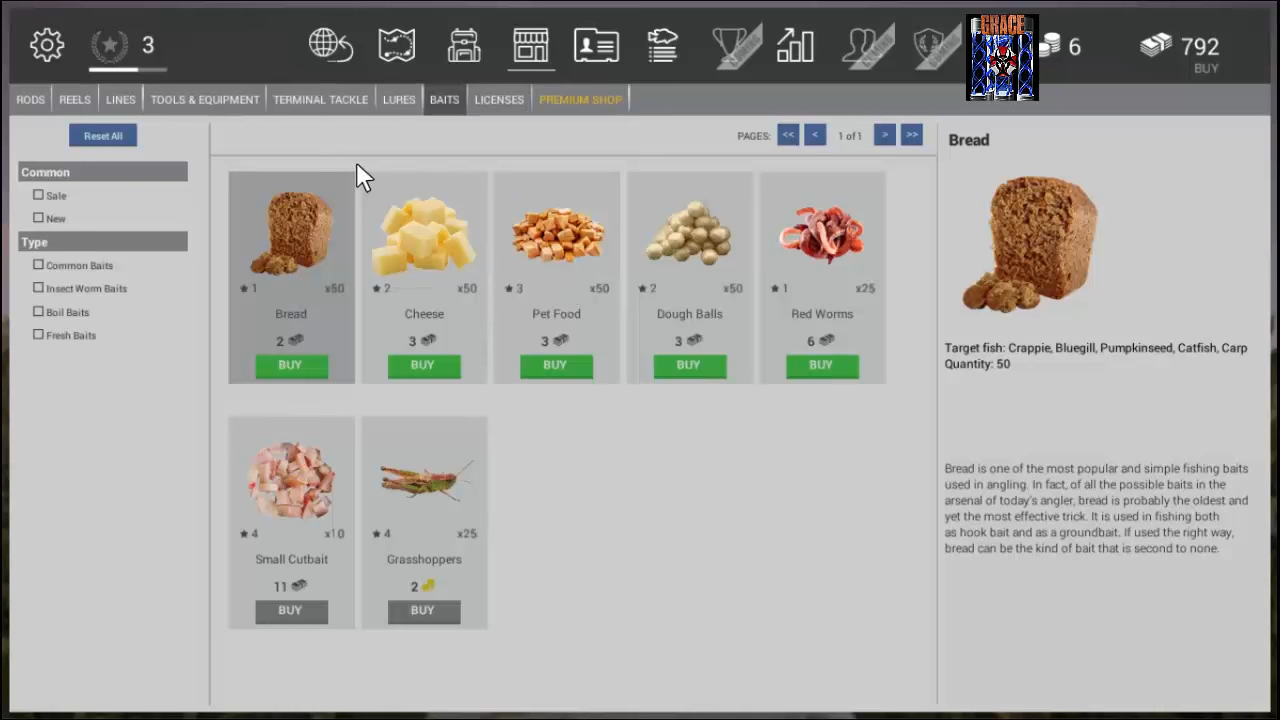 3
GRACE
6
792
BUY
RODS
REELS
LINES
TOOLS & EQUIPMENT
TERMINAL TACKLE
LURES
BAITS
LICENSES
PREMIUM SHOP
Reset All
PAGES: << < 1 of 1 > >>
Common
Sale
New
Type
Common Baits
Insect Worm Baits
Boil Baits
Fresh Baits
1 x50
Bread
2
BUY
2 x50
Cheese
3
BUY
3 x50
Pet Food
3
BUY
2 x50
Dough Balls
3
BUY
1 x25
Red Worms
6
BUY
4 x10
Small Cutbait
11
BUY
4 x25
Grasshoppers
2
BUY
Bread
Target fish: Crappie, Bluegill, Pumpkinseed, Catfish, Carp
Quantity: 50
Bread is one of the most popular and simple fishing baits
used in angling. In fact, of all the possible baits in the
arsenal of today's angler, bread is probably the oldest and
yet the most effective trick. It is used in fishing both
as hook bait and as a groundbait. If used the right way,
bread can be the kind of bait that is second to none.